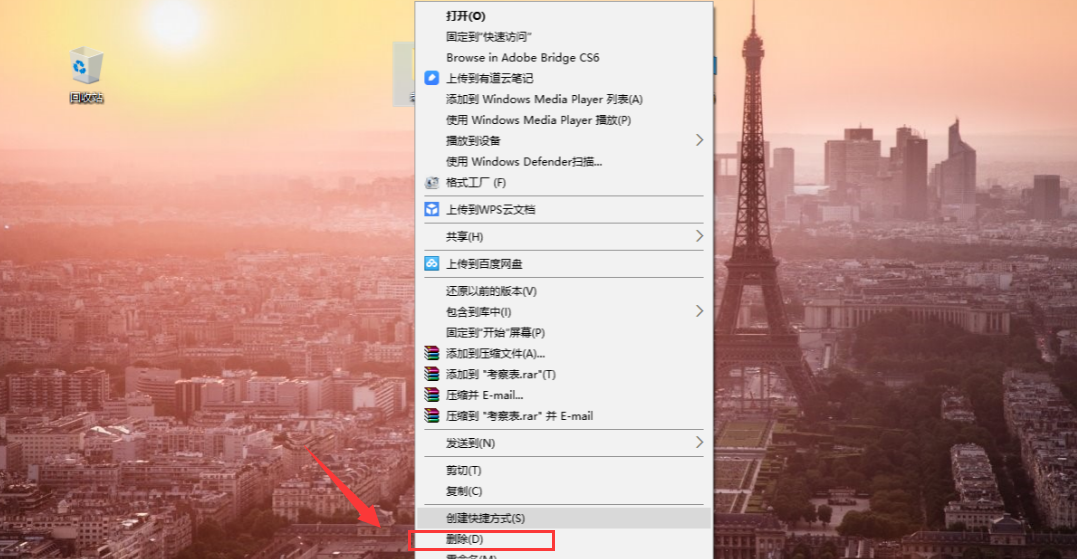 回收站
打开(O)
固定到"快速访问"
Browse in Adobe Bridge CS6
上传到有道云笔记
添加到 Windows Media Player 列表(A)
使用 Windows Media Player 播放(P)
播放到设备
使用 Windows Defender扫描...
格式工厂 (F)
上传到WPS云文档
共享(H)
上传到百度网盘
还原以前的版本(V)
包含到库中(I)
固定到"开始"屏幕(P)
添加到压缩文件(A)...
添加到 "考察表.rar"(T)
压缩并 E-mail...
压缩到 "考察表.rar" 并 E-mail
发送到(N)
剪切(T)
复制(C)
创建快捷方式(S)
删除(D)
重命名(M)